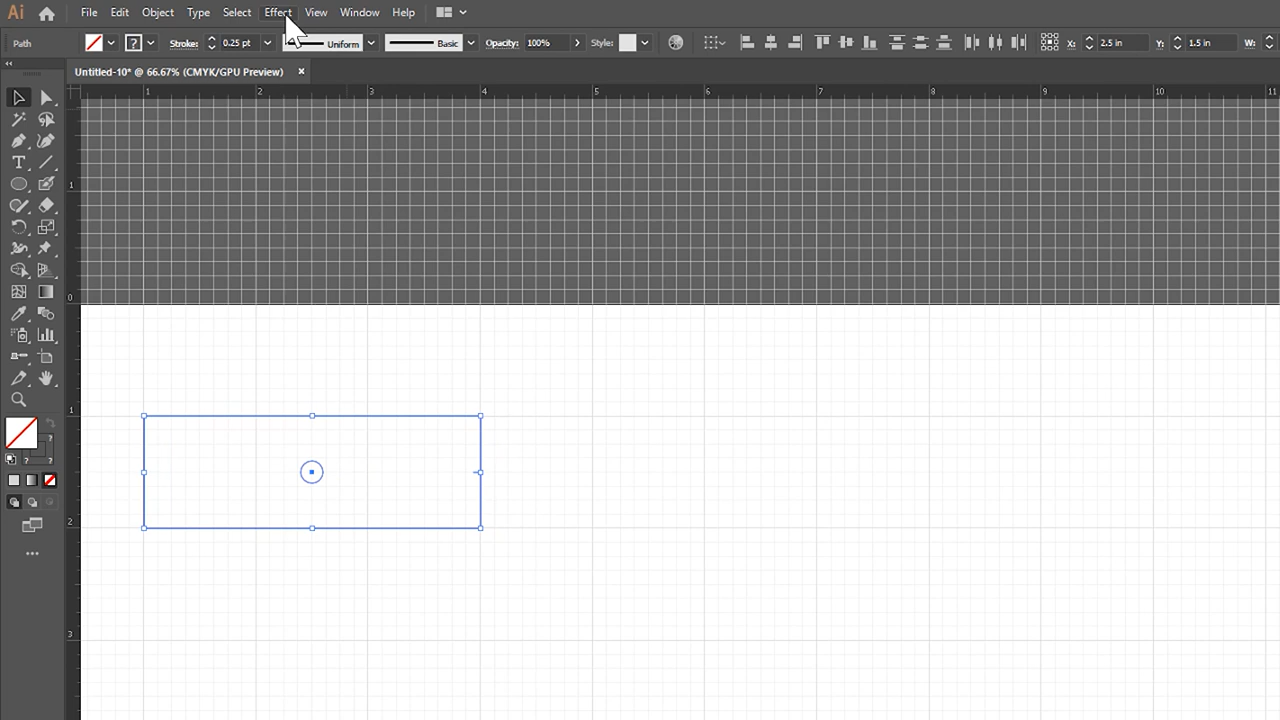 Ai File Edit Object Type Select Effect View Window Help
Path ? Stroke: 0.25 pt Uniform Basic Opacity: 100% Style: X: 2.5 in Y: 1.5 in W:
Untitled-10* @ 66.67% (CMYK/GPU Preview) ×
1 2 3 4 5 6 7 8 9 10 11
1
0
1
2
3
T
?
? ?